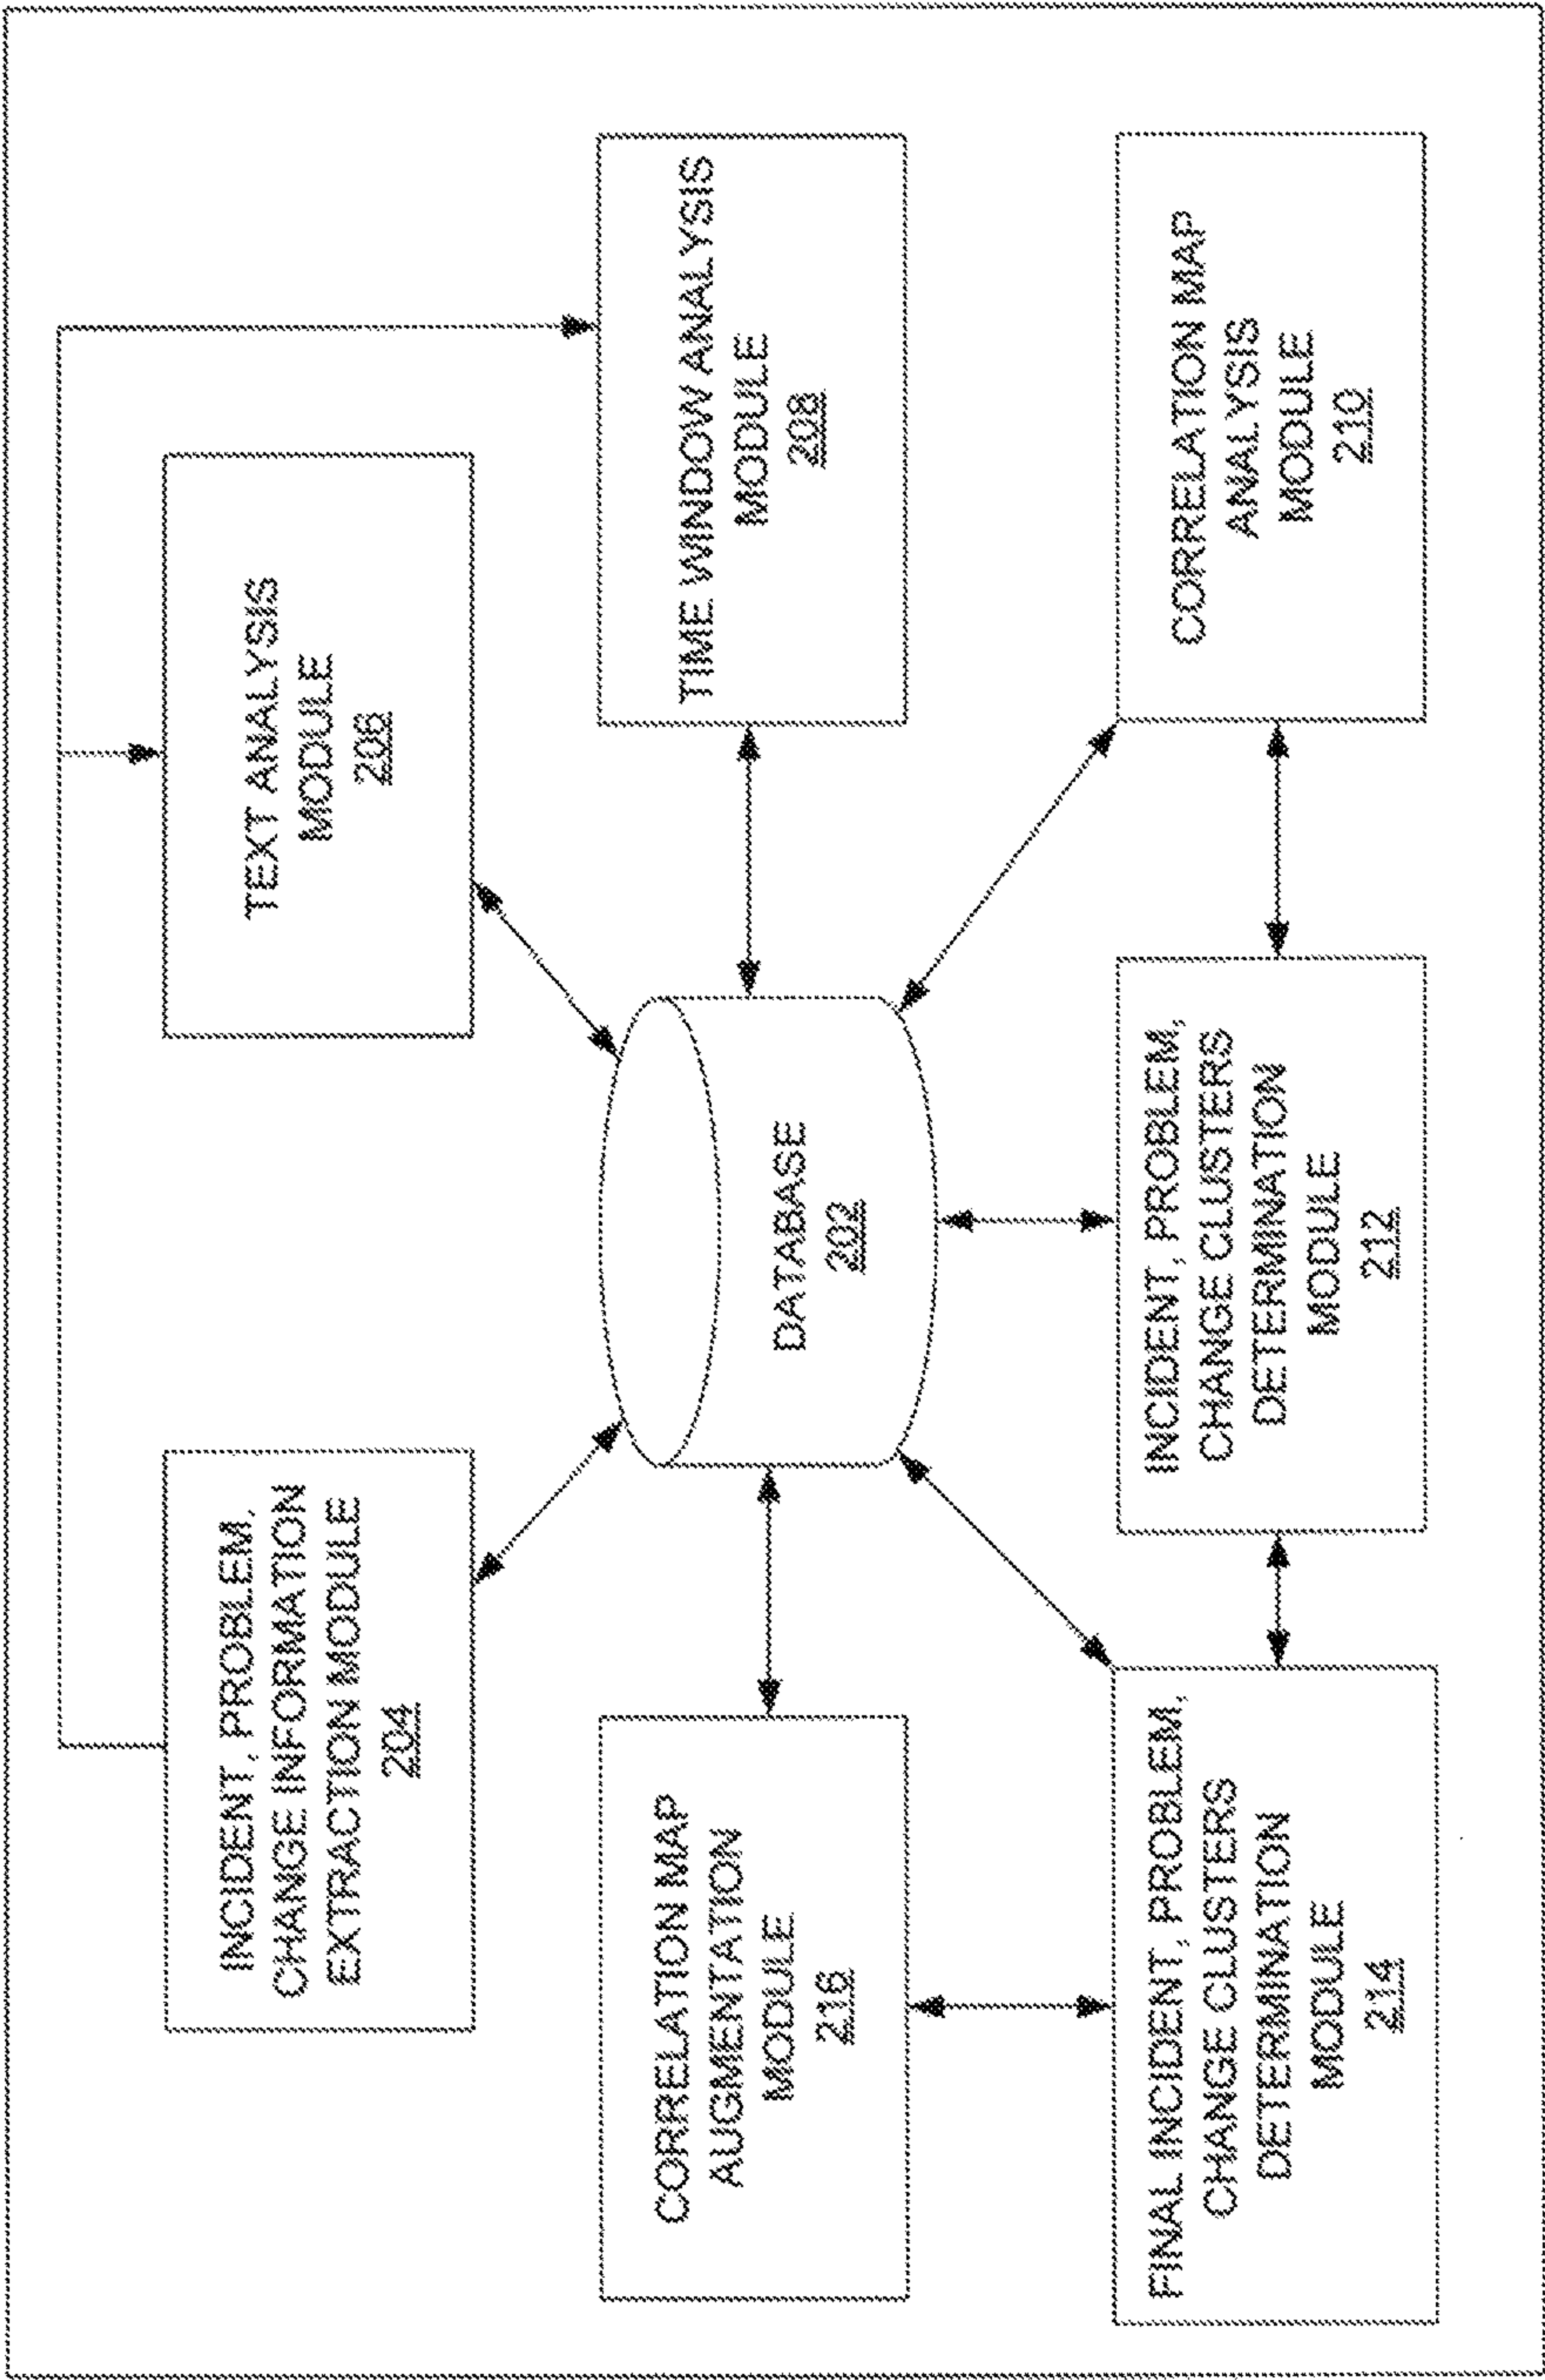 INCIDENT, PROBLEM,
CHANGE INFORMATION
EXTRACTION MODULE
204
TEXT ANALYSIS
MODULE
206
CORRELATION MAP
AUGMENTATION
MODULE
216
DATABASE
302
TIME WINDOW ANALYSIS
MODULE
208
FINAL INCIDENT, PROBLEM,
CHANGE CLUSTERS
DETERMINATION
MODULE
214
INCIDENT, PROBLEM,
CHANGE CLUSTERS
DETERMINATION
MODULE
212
CORRELATION MAP
ANALYSIS
MODULE
210